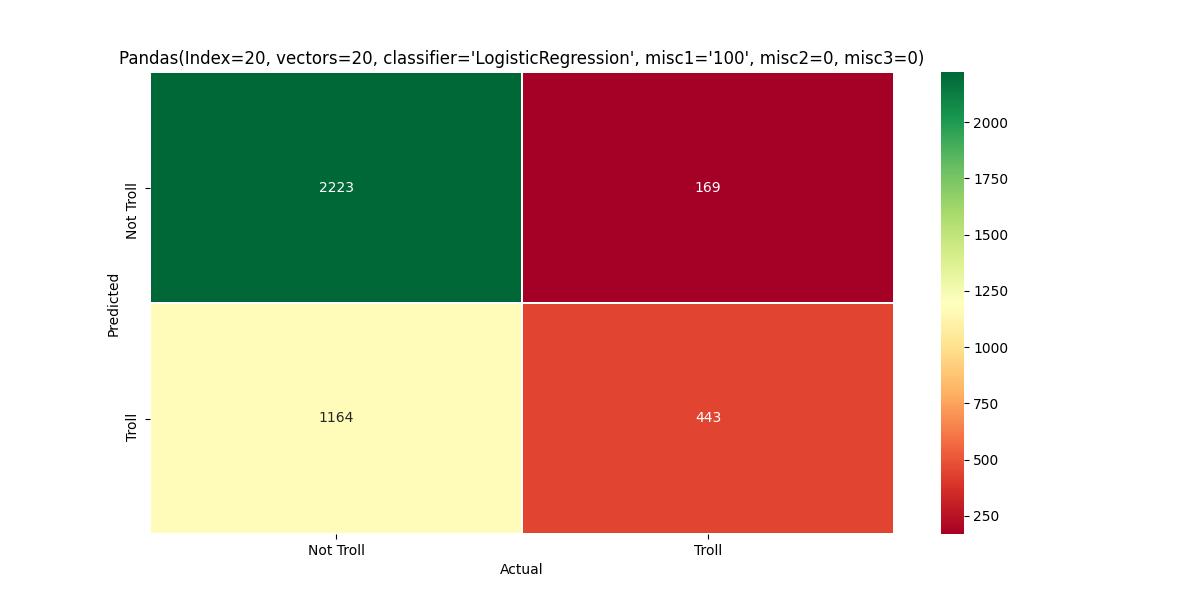 Pandas(Index=20, vectors=20, classifier='LogisticRegression', misc1='100', misc2=0, misc3=0)
Predicted
Not Troll
2223
169
Troll
1164
443
Not Troll
Troll
Actual
2000
1750
1500
1250
1000
750
500
250